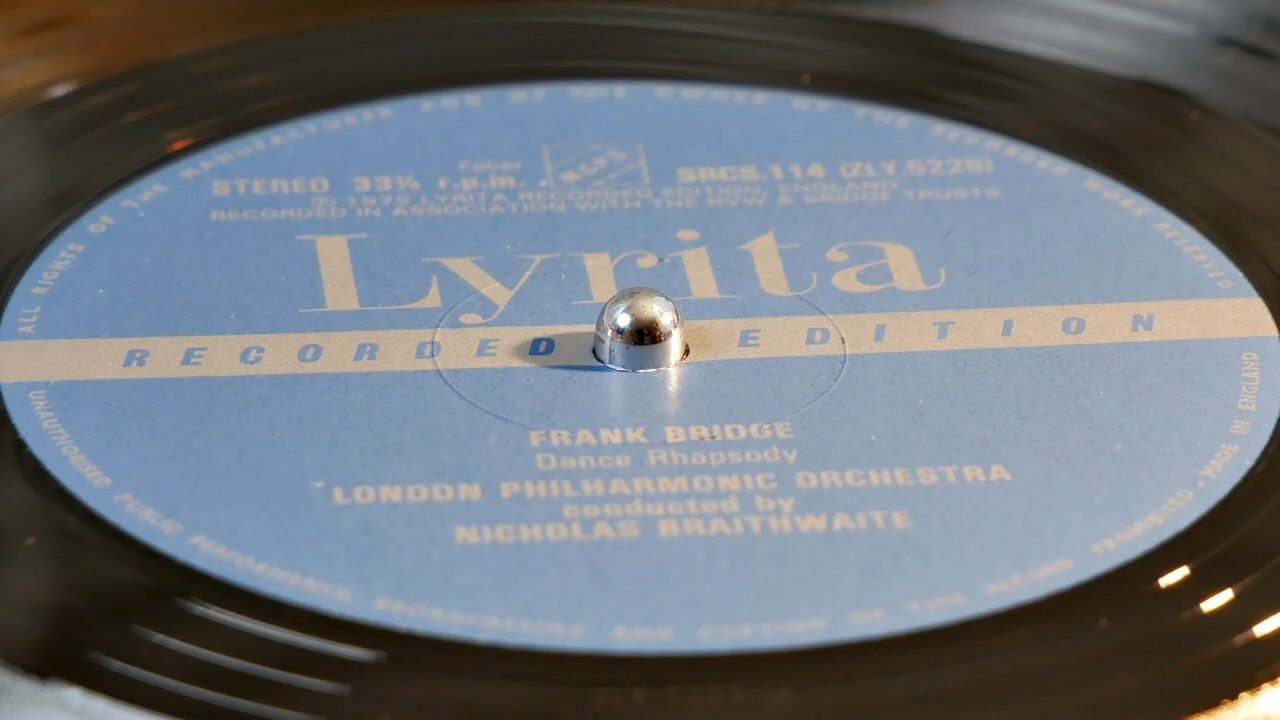 ALL RIGHTS OF THE MANUFACTURER AND OF THE OWNER OF THE RECORDED WORK RESERVED
Faber
MCPS
STEREO 33⅓ r.p.m.
SRCS.114 (ZLY.5228)
Ⓟ 1979 LYRITA RECORDED EDITION, ENGLAND
RECORDED IN ASSOCIATION WITH THE RVW & BRIDGE TRUSTS
Lyrita
RECORDED EDITION
FRANK BRIDGE
Dance Rhapsody
LONDON PHILHARMONIC ORCHESTRA
conducted by
NICHOLAS BRAITHWAITE
UNAUTHORISED PUBLIC PERFORMANCE, BROADCASTING AND COPYING OF THIS RECORD PROHIBITED • MADE IN ENGLAND